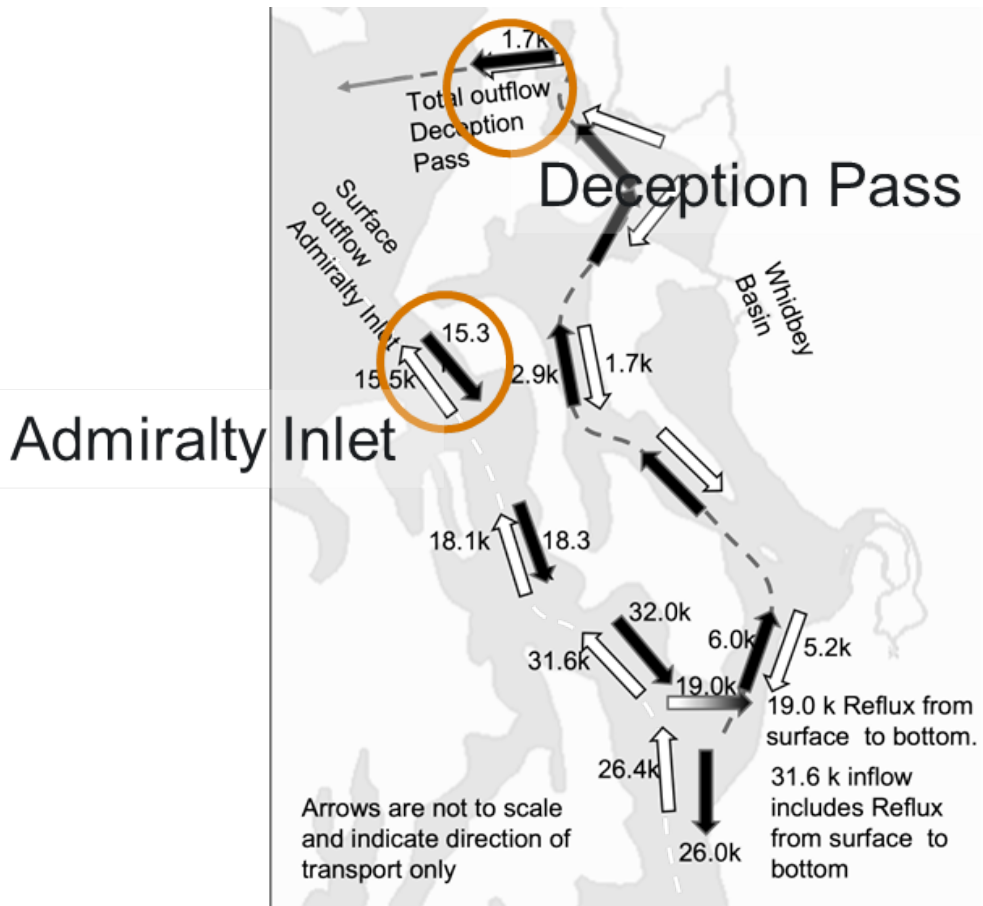 1.7k
Total outflow
Deception
Pass
Deception Pass
Surface
outflow
Admiralty Inlet
Whidbey
Basin
15.3
15.5k
2.9k
1.7k
Admiralty Inlet
18.1k
18.3
32.0k
31.6k
6.0k
5.2k
19.0k
19.0 k Reflux from
surface to bottom.
26.4k
26.0k
31.6 k inflow
includes Reflux
from surface to
bottom
Arrows are not to scale
and indicate direction of
transport only